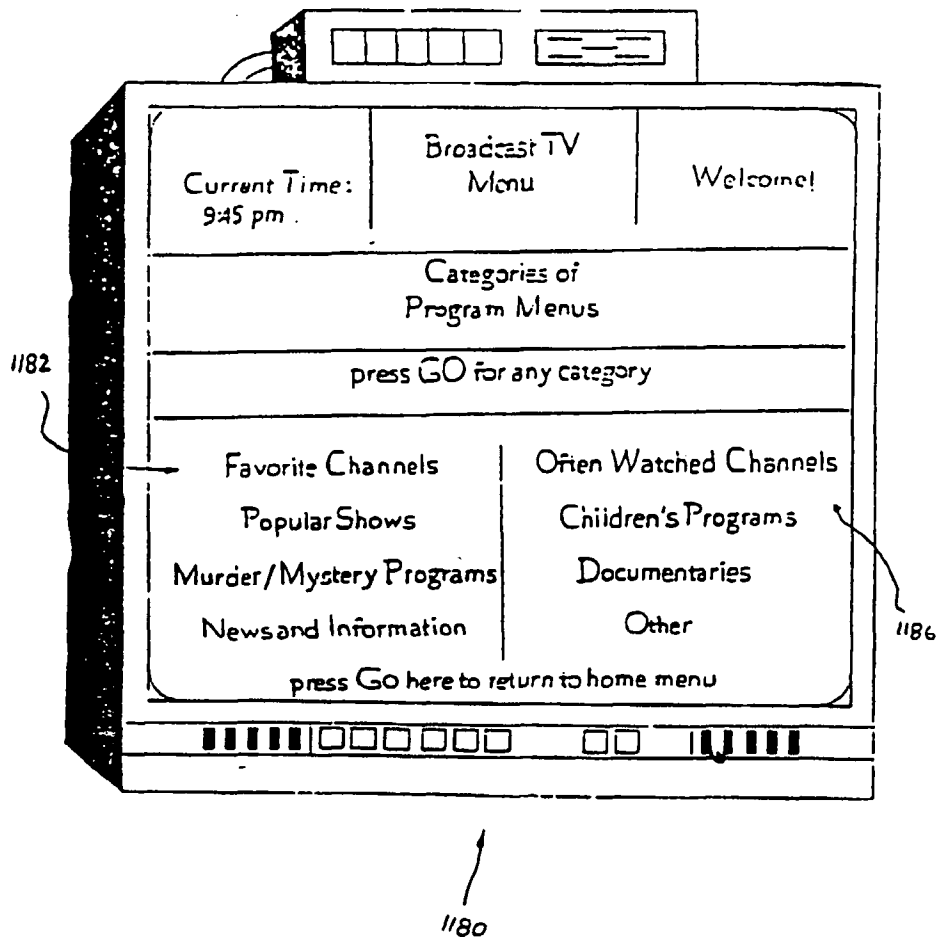 Broadcast TV
Menu
Current Time:
9:45 pm
Welcome!
Categories of
Program Menus
press GO for any category
1182
Favorite Channels
Often Watched Channels
Popular Shows
Children's Programs
Murder/Mystery Programs
Documentaries
News and Information
Other
1186
press Go here to return to home menu
1180